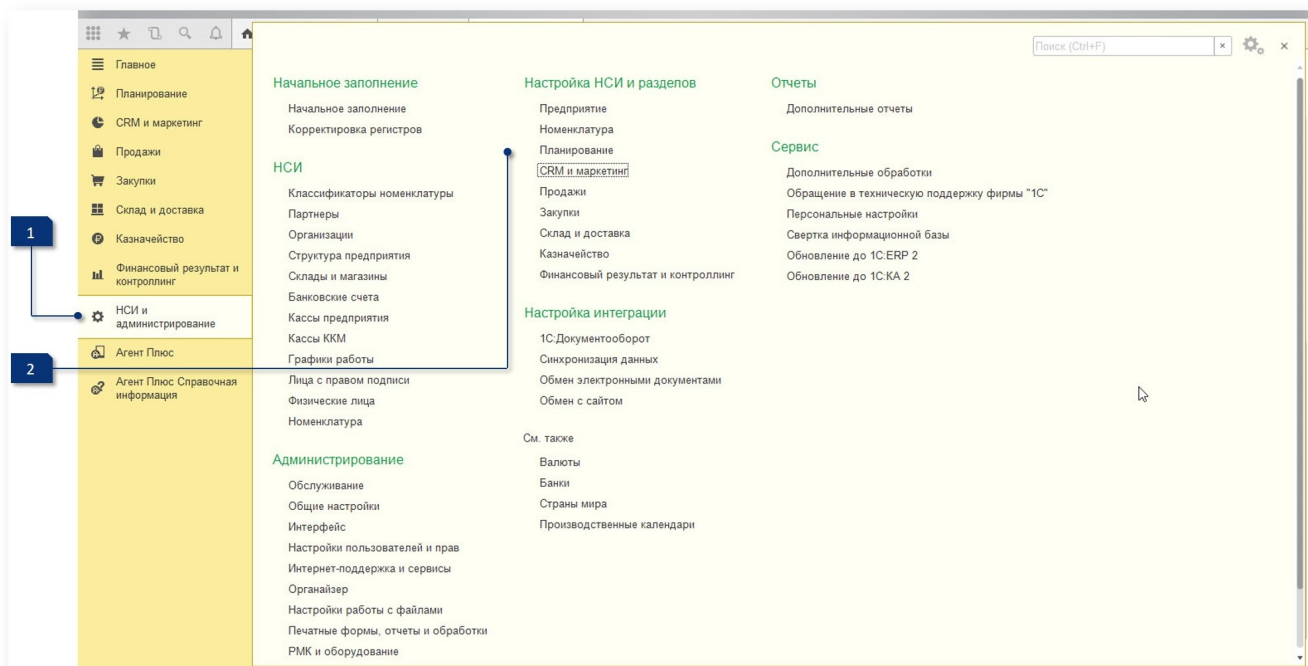 Поиск (Ctrl+F)
Главное
Планирование
CRM и маркетинг
Продажи
Закупки
Склад и доставка
Казначейство
Финансовый результат и
контроллинг
НСИ и
администрирование
Агент Плюс
Агент Плюс Справочная
информация
1
2
Начальное заполнение
Начальное заполнение
Корректировка регистров
НСИ
Классификаторы номенклатуры
Партнеры
Организации
Структура предприятия
Склады и магазины
Банковские счета
Кассы предприятия
Кассы ККМ
Графики работы
Лица с правом подписи
Физические лица
Номенклатура
Администрирование
Обслуживание
Общие настройки
Интерфейс
Настройки пользователей и прав
Интернет-поддержка и сервисы
Органайзер
Настройки работы с файлами
Печатные формы, отчеты и обработки
РМК и оборудование
Настройка НСИ и разделов
Предприятие
Номенклатура
Планирование
CRM и маркетинг
Продажи
Закупки
Склад и доставка
Казначейство
Финансовый результат и контроллинг
Настройка интеграции
1С:Документооборот
Синхронизация данных
Обмен электронными документами
Обмен с сайтом
См. также
Валюты
Банки
Страны мира
Производственные календари
Отчеты
Дополнительные отчеты
Сервис
Дополнительные обработки
Обращение в техническую поддержку фирмы "1С"
Персональные настройки
Свертка информационной базы
Обновление до 1С:ERP 2
Обновление до 1С:КА 2